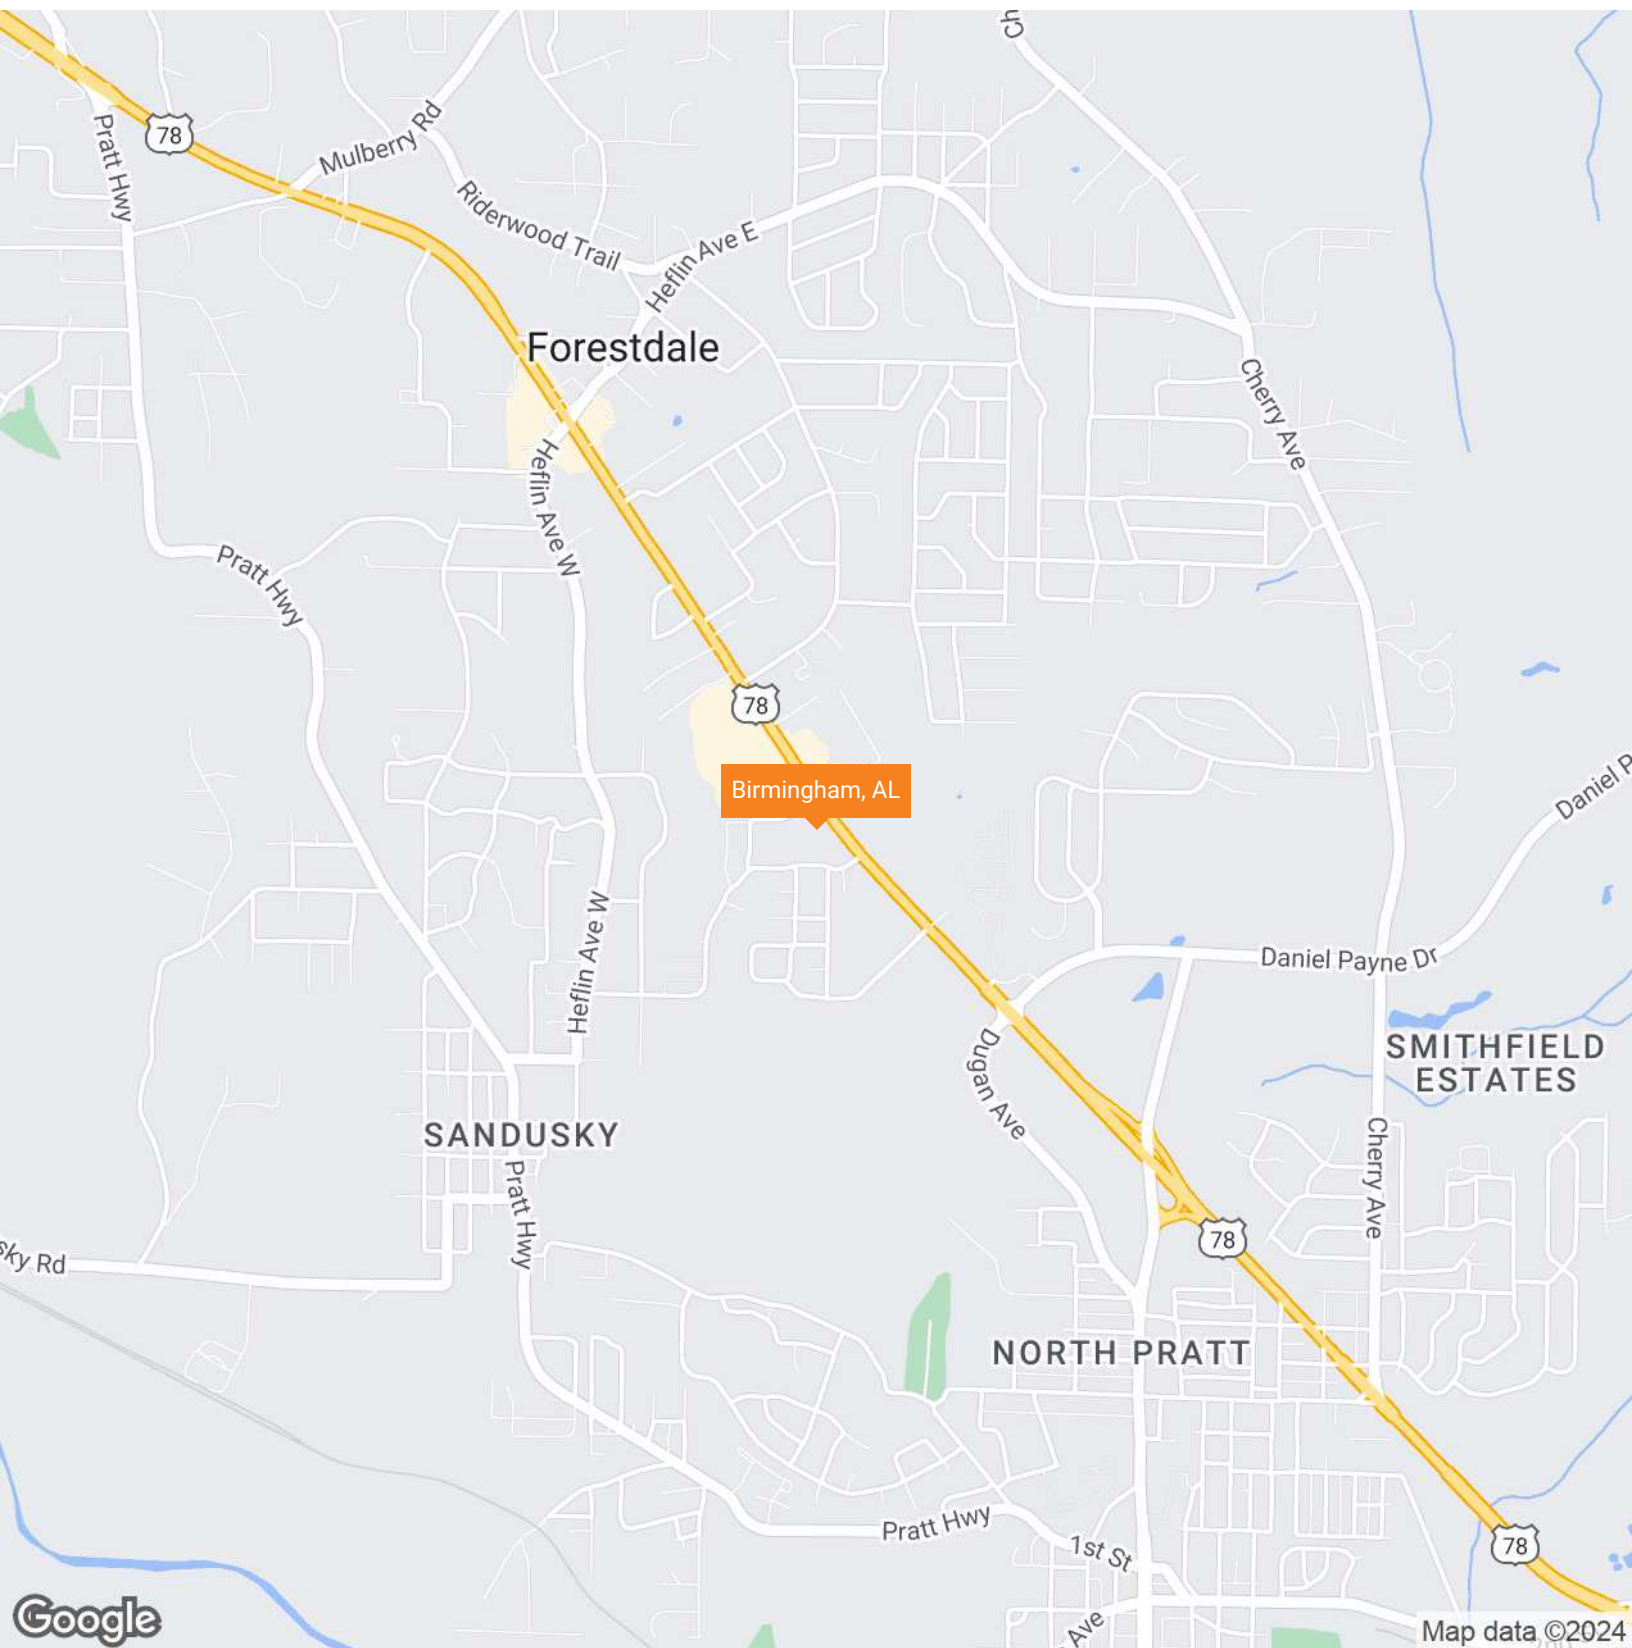 Ch
78
Mulberry Rd
Pratt Hwy
Riderwood Trail
Heflin Ave E
Forestdale
Cherry Ave
Heflin Ave W
Pratt Hwy
78
Birmingham, AL
Daniel P
Heflin Ave W
Daniel Payne Dr
Dugan Ave
SMITHFIELD
ESTATES
SANDUSKY
Cherry Ave
Pratt Hwy
sky Rd
78
NORTH PRATT
Pratt Hwy
1st St
78
Ave
Google
Map data ©2024